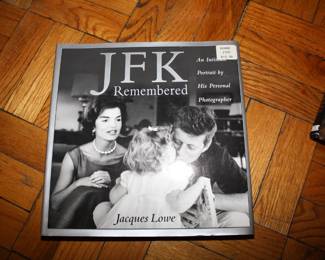 JFK
Remembered
An Intimate
Portrait by
His Personal
Photographer
Jacques Lowe